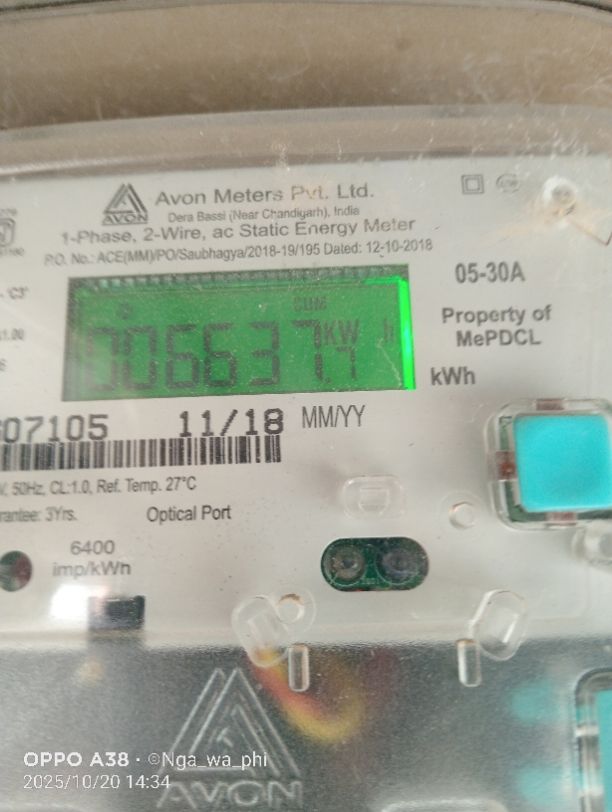 AVON
Avon Meters Pvt. Ltd.
Dera Bassi (Near Chandigarh), India
1-Phase, 2-Wire, ac Static Energy Meter
P.O. No.: ACE(MM)/PO/Saubhagya/2018-19/195 Dated: 12-10-2018
05-30A
Property of
MePDCL
CUM
006637.1 KW h
kWh
07105 11/18 MM/YY
V, 50Hz, CL:1.0, Ref. Temp. 27°C
rantee: 3Yrs. Optical Port
6400
imp/kWh
AVON
OPPO A38 · ©Nga_wa_phi
2025/10/20 14:34